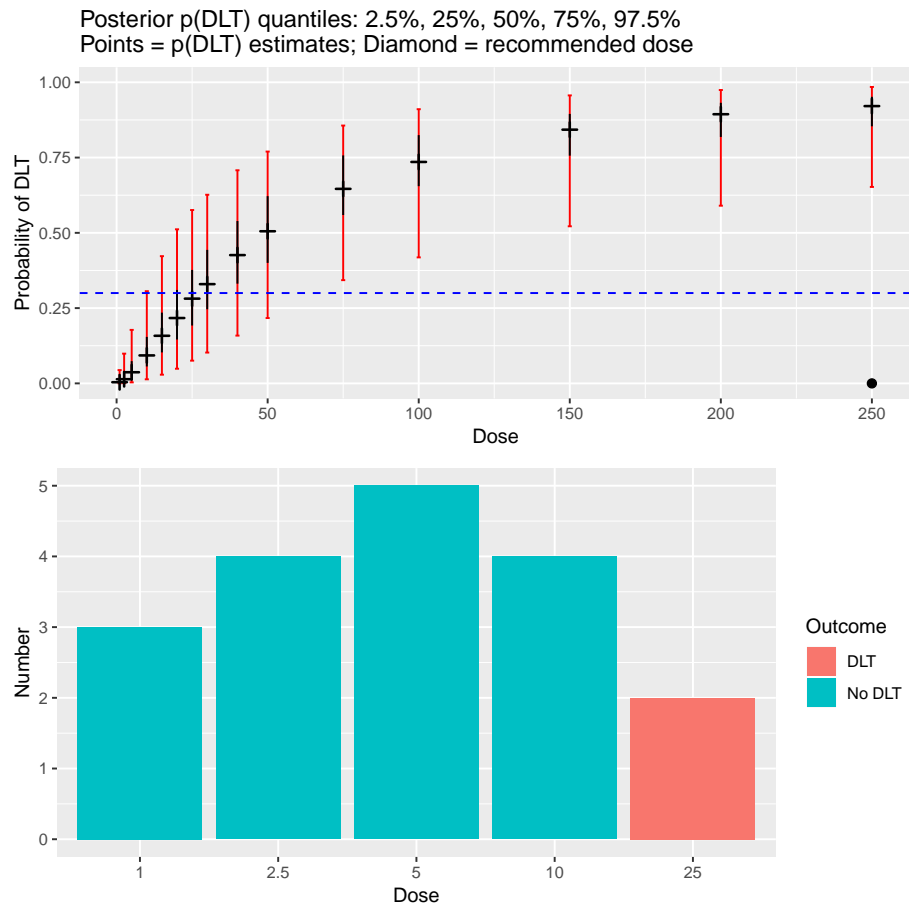 Posterior p(DLT) quantiles: 2.5%, 25%, 50%, 75%, 97.5%
Points = p(DLT) estimates; Diamond = recommended dose
Probability of DLT
1.00
0.75
0.50
0.25
0.00
0 50 100 150 200 250
Dose
Number
5
4
3
2
1
0
1 2.5 5 10 25
Dose
Outcome
DLT
No DLT